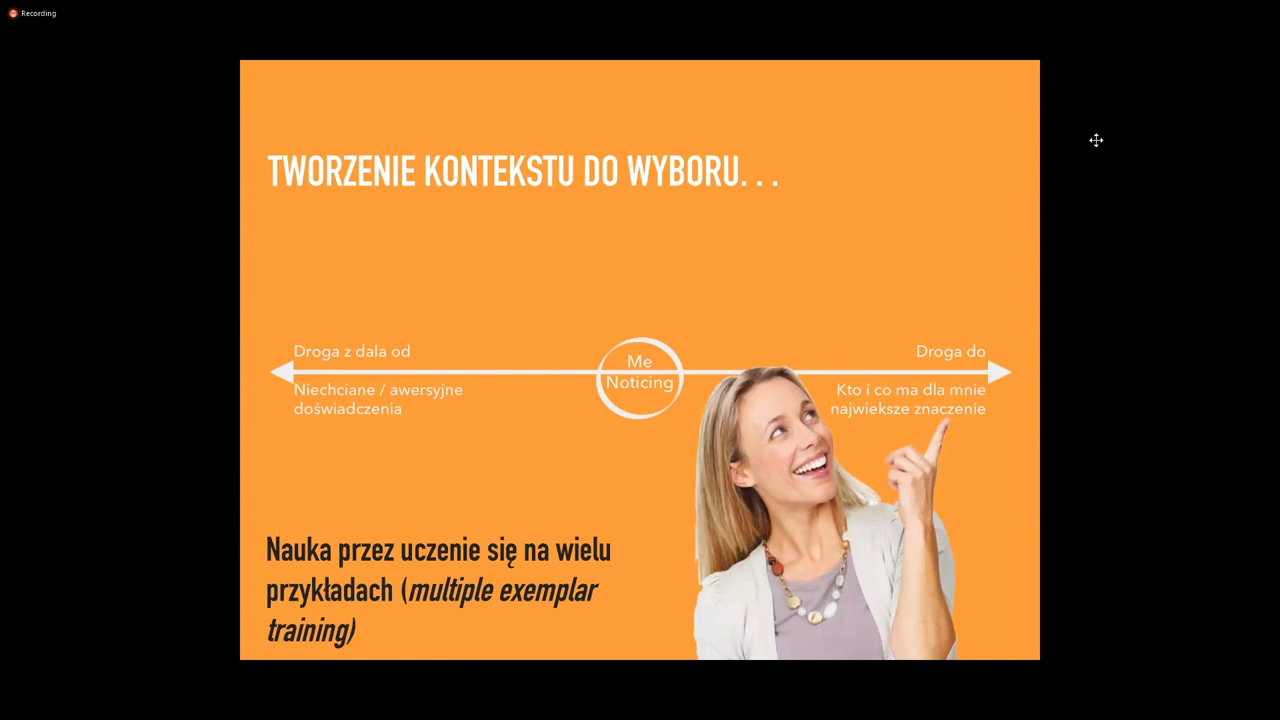 Recording
TWORZENIE KONTEKSTU DO WYBORU. . .
Droga z dala od
Niechciane / awersyjne
doświadczenia
Me
Noticing
Droga do
Kto i co ma dla mnie
najwieksze znaczenie
Nauka przez uczenie się na wielu
przykładach (multiple exemplar
training)